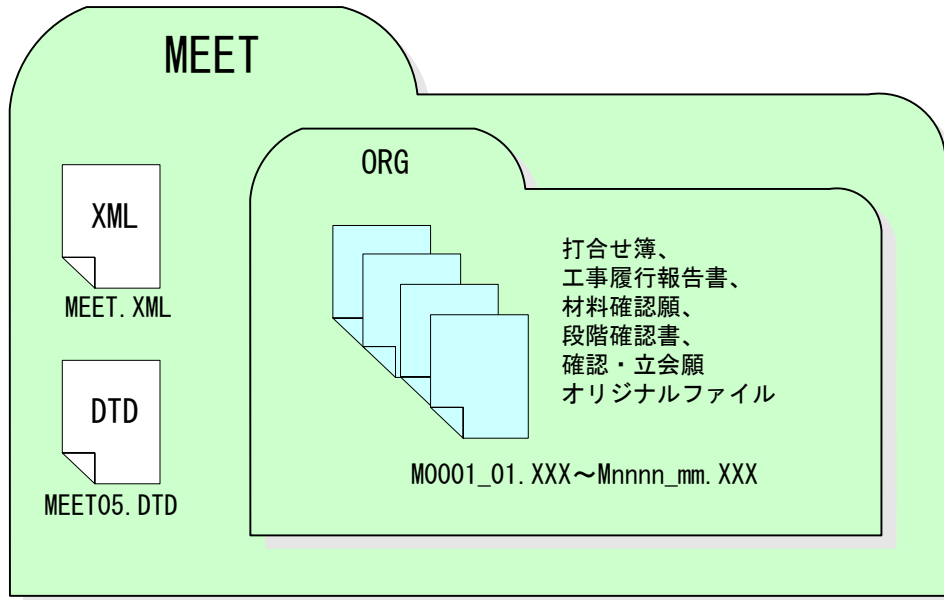 MEET
ORG
XML
MEET.XML
DTD
MEET05.DTD
打合せ簿、
工事履行報告書、
材料確認願、
段階確認書、
確認・立会願
オリジナルファイル
M0001_01.XXX～Mnnnn_mm.XXX